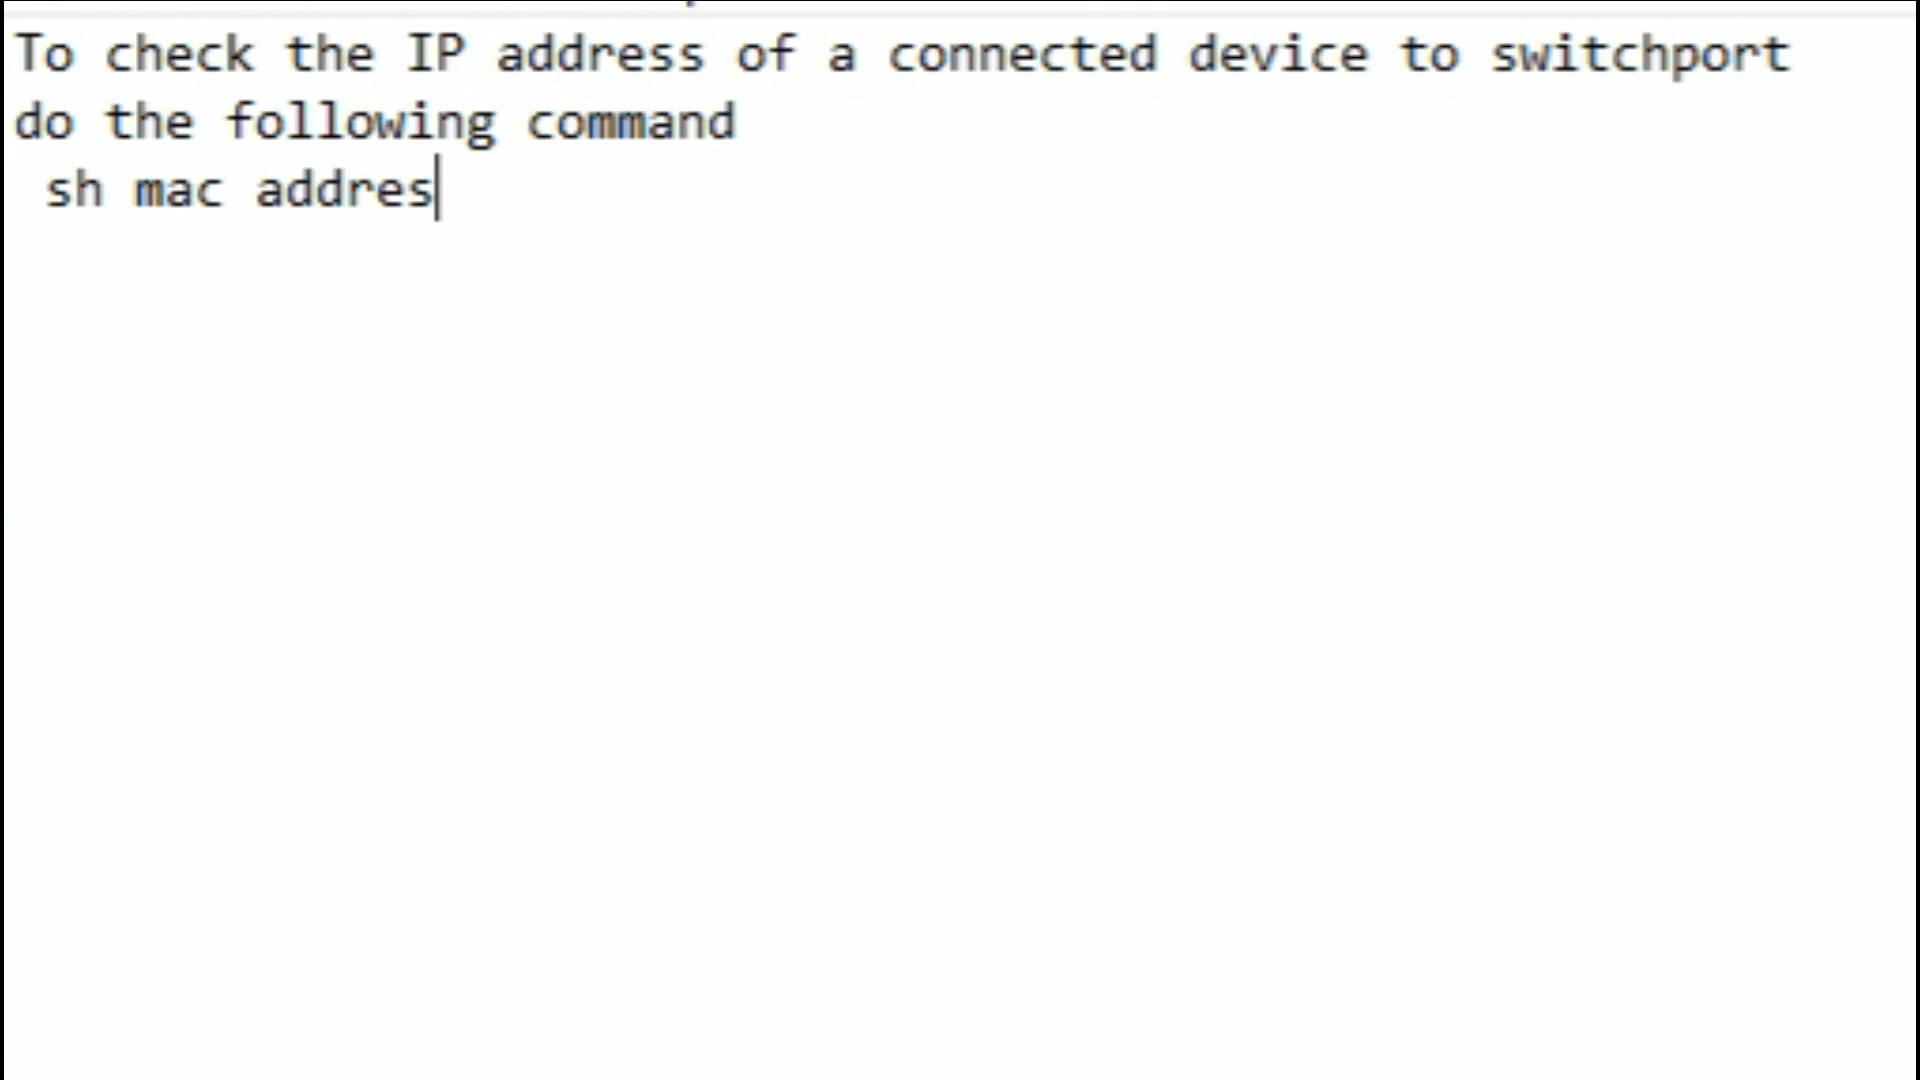 To check the IP address of a connected device to switchport
do the following command
sh mac addres